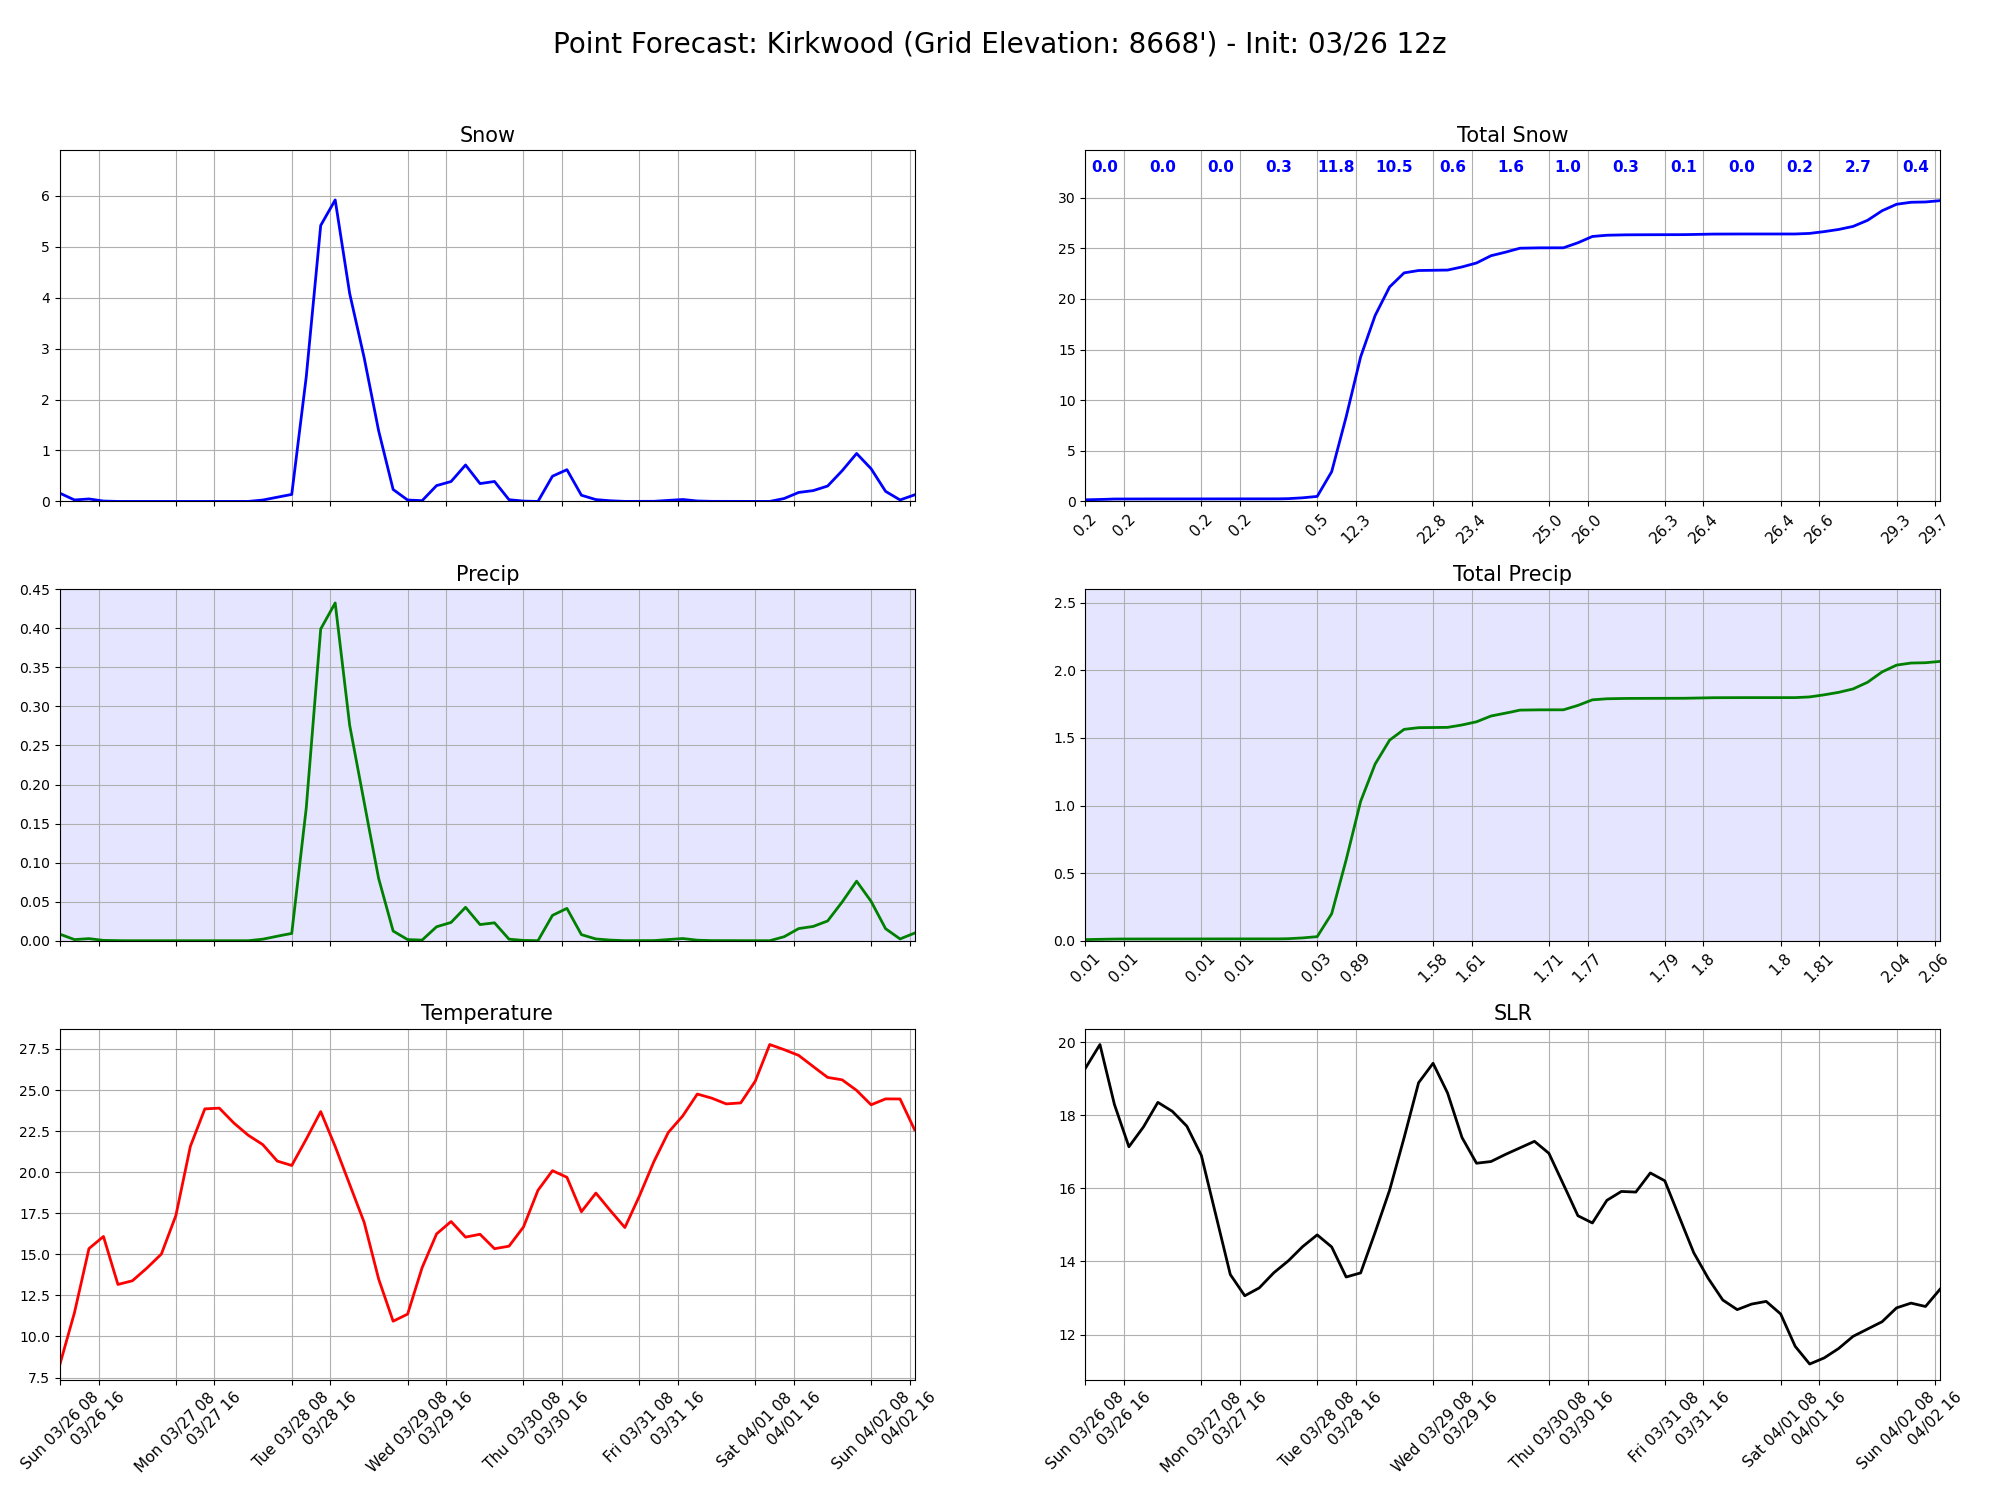 Point Forecast: Kirkwood (Grid Elevation: 8668') - Init: 03/26 12z
Snow
6
5
4
3
2
1
0
Total Snow
0.0 0.0 0.0 0.3 11.8 10.5 0.6 1.6 1.0 0.3 0.1 0.0 0.2 2.7 0.4
30
25
20
15
10
5
0
0.2 0.2 0.2 0.2 0.5 12.3 22.8 23.4 25.0 26.0 26.3 26.4 26.4 26.6 29.3 29.7
Precip
0.45
0.40
0.35
0.30
0.25
0.20
0.15
0.10
0.05
0.00
Total Precip
2.5
2.0
1.5
1.0
0.5
0.0
0.01 0.01 0.01 0.01 0.03 0.89 1.58 1.61 1.71 1.77 1.79 1.8 1.8 1.81 2.04 2.06
Temperature
27.5
25.0
22.5
20.0
17.5
15.0
12.5
10.0
7.5
Sun 03/26 08
03/26 16
Mon 03/27 08
03/27 16
Tue 03/28 08
03/28 16
Wed 03/29 08
03/29 16
Thu 03/30 08
03/30 16
Fri 03/31 08
03/31 16
Sat 04/01 08
04/01 16
Sun 04/02 08
04/02 16
SLR
20
18
16
14
12
Sun 03/26 08
03/26 16
Mon 03/27 08
03/27 16
Tue 03/28 08
03/28 16
Wed 03/29 08
03/29 16
Thu 03/30 08
03/30 16
Fri 03/31 08
03/31 16
Sat 04/01 08
04/01 16
Sun 04/02 08
04/02 16